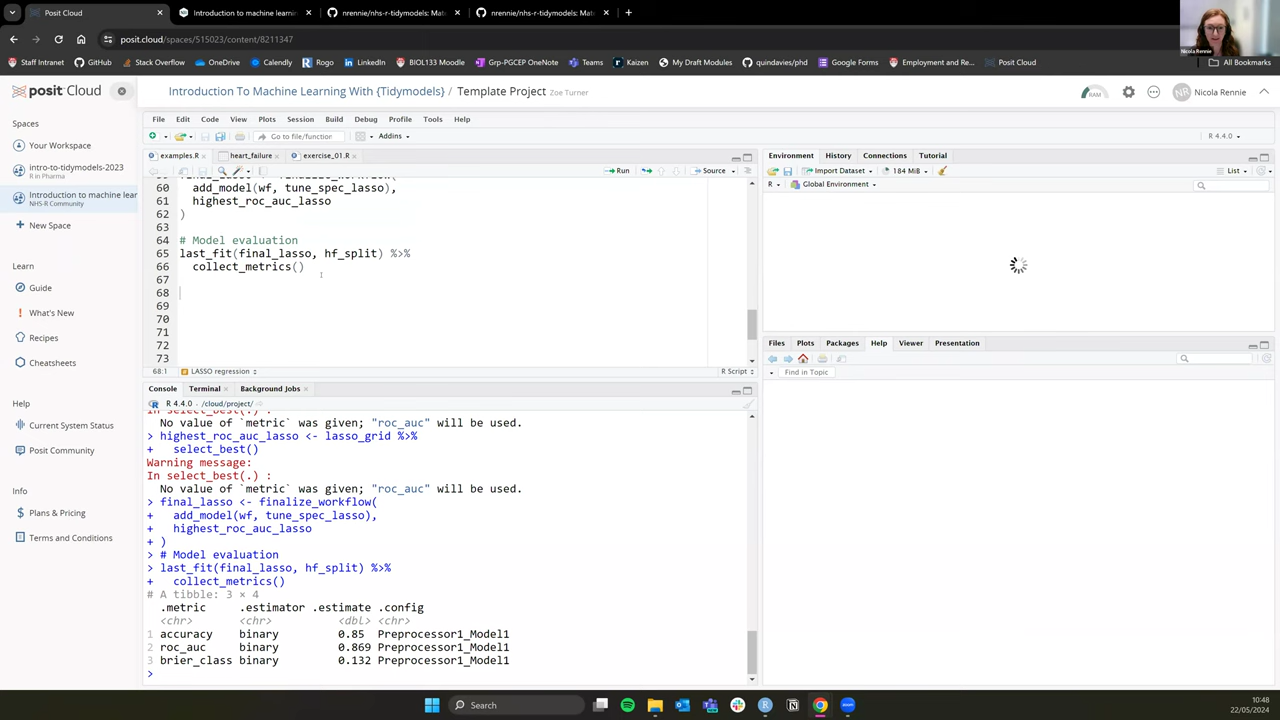 Posit Cloud
Introduction to machine learnin
nrennie/nhs-r-tidymodels: Mate
nrennie/nhs-r-tidymodels: Mate
posit.cloud/spaces/515023/content/8211347
Nicola Rennie
Staff Intranet
GitHub
Stack Overflow
OneDrive
Calendly
Rogo
LinkedIn
BIOL133 Moodle
Grp-CEP OneNote
Teams
Kaizen
My Draft Modules
quindavies/phd
Google Forms
Employment and Re...
Posit Cloud
All Bookmarks
posit Cloud
Introduction To Machine Learning With {Tidymodels} / Template Project
Zoe Turner
RAM
NR
Nicola Rennie
Spaces
Your Workspace
intro-to-tidymodels-2023
R in Pharma
Introduction to machine lear
NHS-R Community
New Space
Learn
Guide
What's New
Recipes
Cheatsheets
Help
Current System Status
Posit Community
Info
Plans & Pricing
Terms and Conditions
File Edit Code View Plots Session Build Debug Profile Tools Help
Go to file/function
Addins
R 4.4.0
examples.R
heart_failure
exercise_01.R
Run
Source
60 add_model(wf, tune_spec_lasso),
61 highest_roc_auc_lasso
62 )
63
64 # Model evaluation
65 last_fit(final_lasso, hf_split) %>%
66 collect_metrics()
67
68
69
70
71
72
73
68:1
LASSO regression
R Script
Console Terminal Background Jobs
R 4.4.0 · /cloud/project/
In select_best(.) :
No value of `metric` was given; "roc_auc" will be used.
> highest_roc_auc_lasso <- lasso_grid %>%
+ select_best()
Warning message:
In select_best(.) :
No value of `metric` was given; "roc_auc" will be used.
> final_lasso <- finalize_workflow(
+ add_model(wf, tune_spec_lasso),
+ highest_roc_auc_lasso
+ )
> # Model evaluation
> last_fit(final_lasso, hf_split) %>%
+ collect_metrics()
# A tibble: 3 × 4
.metric .estimator .estimate .config
<chr> <chr> <dbl> <chr>
1 accuracy binary 0.85 Preprocessor1_Model1
2 roc_auc binary 0.869 Preprocessor1_Model1
3 brier_class binary 0.132 Preprocessor1_Model1
>
Environment History Connections Tutorial
Import Dataset
184 MiB
List
R
Global Environment
Files Plots Packages Help Viewer Presentation
Find in Topic
Search
10:48
22/05/2024